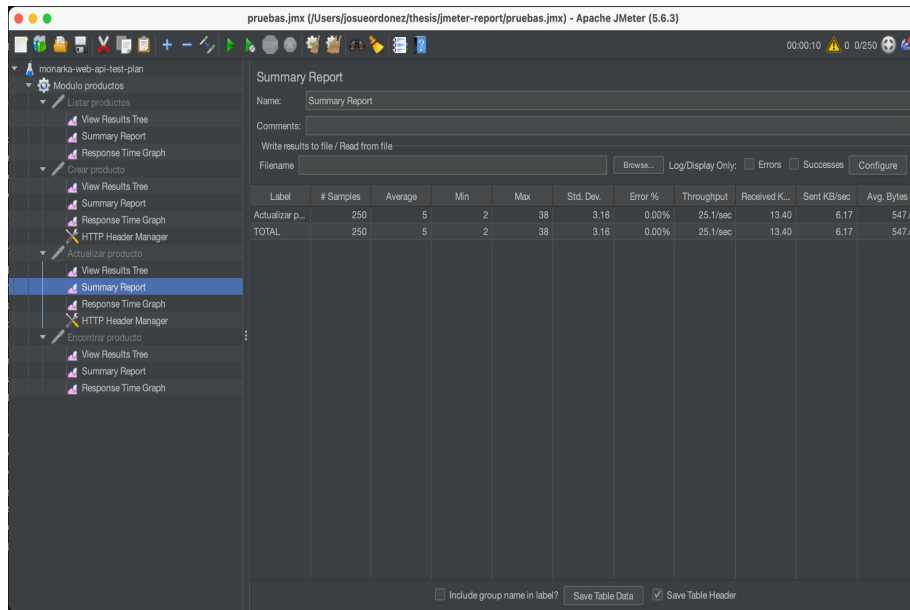 pruebas.jmx (/Users/josueordonez/thesis/jmeter-report/pruebas.jmx) - Apache JMeter (5.6.3)
00:00:10 0 0/250
monarka-web-api-test-plan
Modulo productos
Listar productos
View Results Tree
Summary Report
Response Time Graph
Crear producto
View Results Tree
Summary Report
Response Time Graph
HTTP Header Manager
Actualizar producto
View Results Tree
Summary Report
Response Time Graph
HTTP Header Manager
Encontrar producto
View Results Tree
Summary Report
Response Time Graph
Summary Report
Name: Summary Report
Comments:
Write results to file / Read from file
Filename Browse... Log/Display Only: Errors Successes Configure
Label # Samples Average Min Max Std. Dev. Error % Throughput Received K... Sent KB/sec Avg. Bytes
Actualizar p... 250 5 2 38 3.16 0.00% 25.1/sec 13.40 6.17 547.
TOTAL 250 5 2 38 3.16 0.00% 25.1/sec 13.40 6.17 547.
Include group name in label? Save Table Data Save Table Header